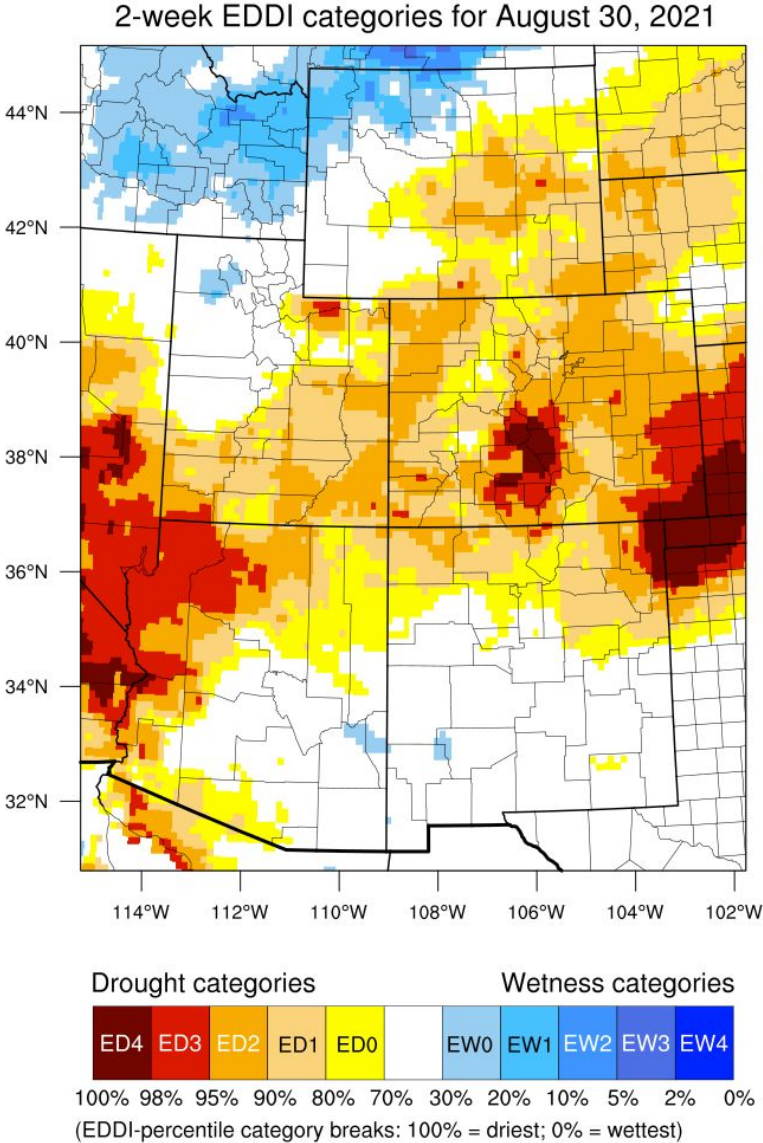 2-week EDDI categories for August 30, 2021
44°N
42°N
40°N
38°N
36°N
34°N
32°N
114°W 112°W 110°W 108°W 106°W 104°W 102°W
Drought categories Wetness categories
ED4 ED3 ED2 ED1 ED0 EW0 EW1 EW2 EW3 EW4
100% 98% 95% 90% 80% 70% 30% 20% 10% 5% 2% 0%
(EDDI-percentile category breaks: 100% = driest; 0% = wettest)